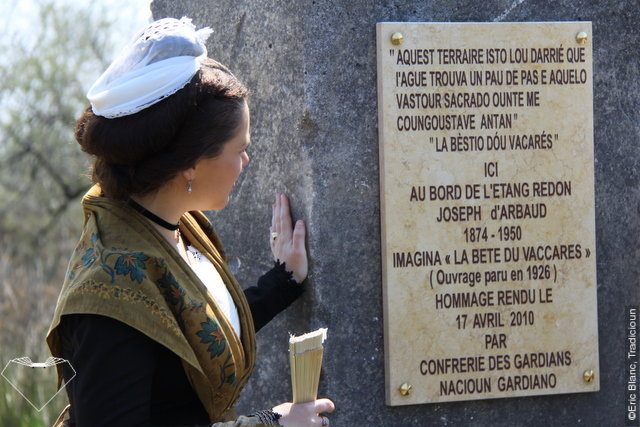 "AQUEST TERRAIRE ISTO LOU DARRIÉ QUE
l'AGUE TROUVA UN PAU DE PAS E AQUELO
VASTOUR SACRADO OUNTE ME
COUNGOUSTAVE ANTAN"
"LA BÈSTIO DÓU VACARÉS"
ICI
AU BORD DE L'ETANG REDON
JOSEPH d'ARBAUD
1874 - 1950
IMAGINA « LA BETE DU VACCARES »
( Ouvrage paru en 1926 )
HOMMAGE RENDU LE
17 AVRIL 2010
PAR
CONFRERIE DES GARDIANS
NACIOUN GARDIANO
©Eric Blanc, Tradicioun